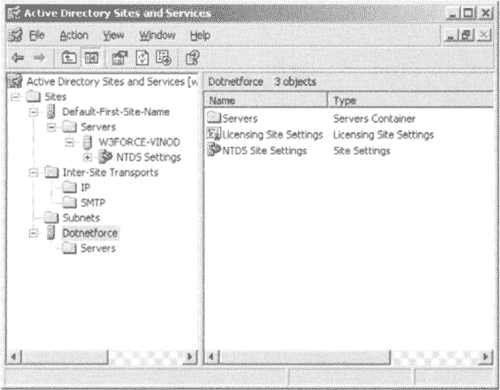 Active Directory Sites and Services
File Action View Window Help
Active Directory Sites and Services [w
Sites
Default-First-Site-Name
Servers
W3FORCE-VINOD
NTDS Settings
Inter-Site Transports
IP
SMTP
Subnets
Dotnetforce
Servers
Dotnetforce 3 objects
Name Type
Servers Servers Container
Licensing Site Settings Licensing Site Settings
NTDS Site Settings Site Settings